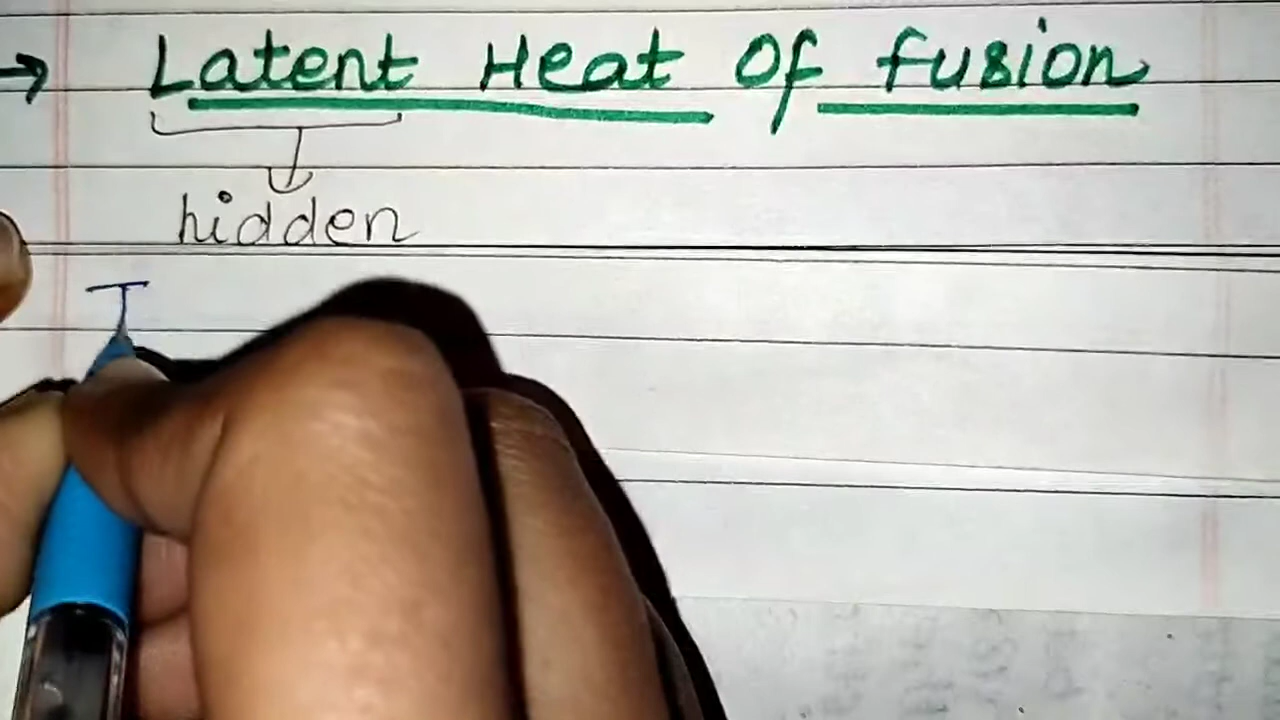 → Latent Heat Of fusion
hidden
T